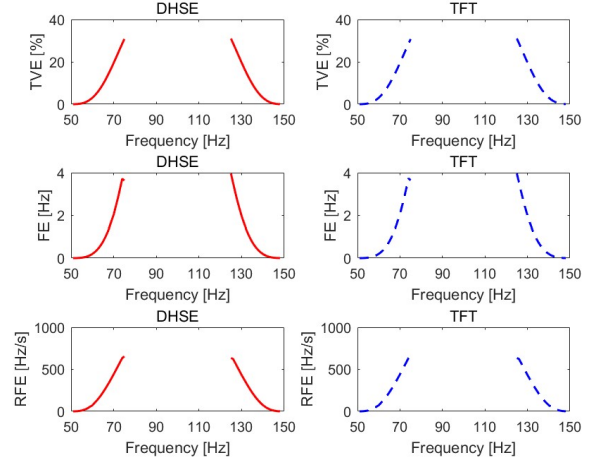 DHSE TFT
40 40
TVE [%] 20 TVE [%] 20
0 0
50 70 90 110 130 150 50 70 90 110 130 150
Frequency [Hz] Frequency [Hz]
DHSE TFT
4 4
FE [Hz] 2 FE [Hz] 2
0 0
50 70 90 110 130 150 50 70 90 110 130 150
Frequency [Hz] Frequency [Hz]
DHSE TFT
1000 1000
RFE [Hz/s] 500 RFE [Hz/s] 500
0 0
50 70 90 110 130 150 50 70 90 110 130 150
Frequency [Hz] Frequency [Hz]